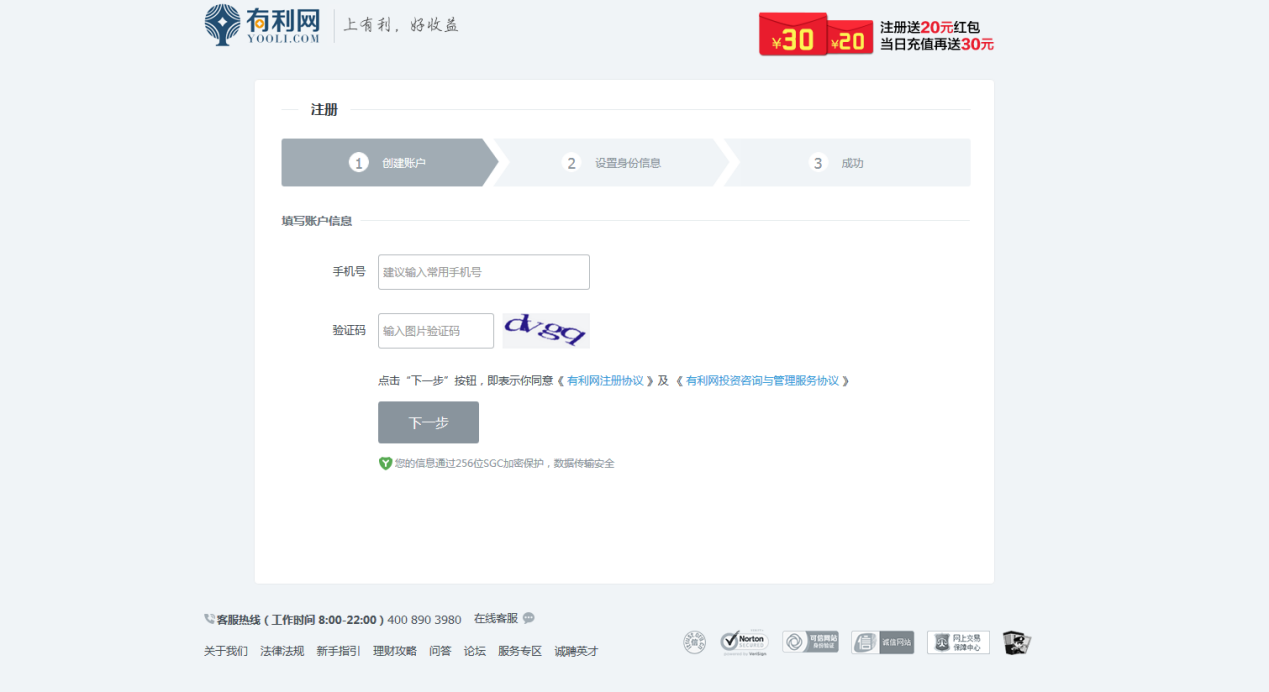 有利网
YOOLI.COM
上有利，好收益
¥30
¥20
注册送20元红包
当日充值再送30元
注册
1 创建账户
2 设置身份信息
3 成功
填写账户信息
手机号 建议输入常用手机号
验证码 输入图片验证码 dvgq
点击“下一步”按钮，即表示你同意《有利网注册协议》及《有利网投资咨询与管理服务协议》
下一步
您的信息通过256位SGC加密保护，数据传输安全
客服热线 ( 工作时间 8:00-22:00 ) 400 890 3980 在线客服
关于我们 法律法规 新手指引 理财攻略 问答 论坛 服务专区 诚聘英才
Norton
SECURED
powered by VeriSign
可信网站
身份验证
诚信网站
网上交易
保障中心